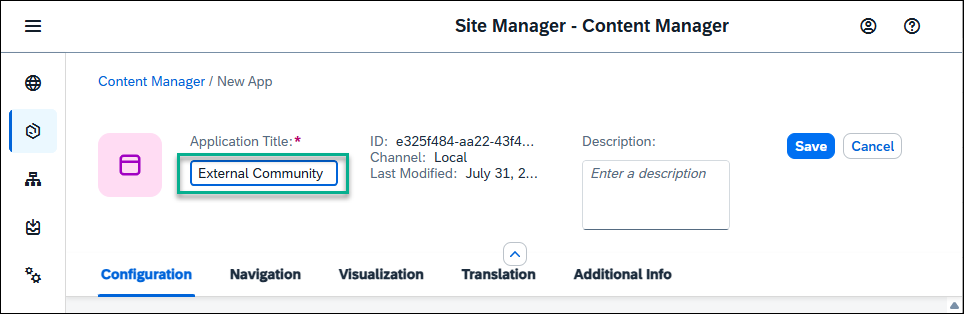 Site Manager - Content Manager
Content Manager / New App
Application Title:*
External Community
ID: e325f484-aa22-43f4...
Channel: Local
Last Modified: July 31, 2...
Description:
Enter a description
Save
Cancel
Configuration
Navigation
Visualization
Translation
Additional Info